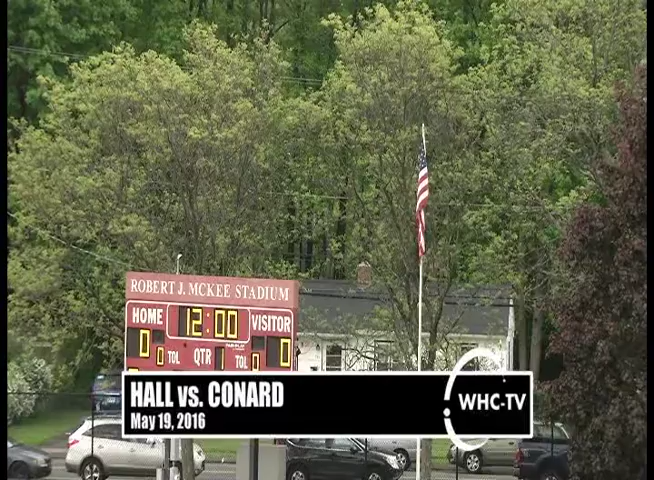 ROBERT J. MCKEE STADIUM
HOME 12:00 VISITOR
0 0 TOL QTR TOL 0 0
HALL vs. CONARD
May 19, 2016
WHC-TV